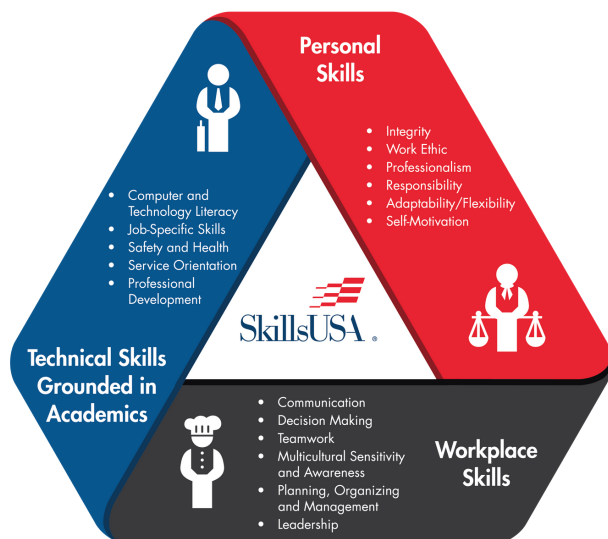 Personal
Skills
• Integrity
• Work Ethic
• Professionalism
• Responsibility
• Adaptability/Flexibility
• Self-Motivation
• Computer and
Technology Literacy
• Job-Specific Skills
• Safety and Health
• Service Orientation
• Professional
Development
Technical Skills
Grounded in
Academics
SkillsUSA ®
• Communication
• Decision Making
• Teamwork
• Multicultural Sensitivity
and Awareness
• Planning, Organizing
and Management
• Leadership
Workplace
Skills